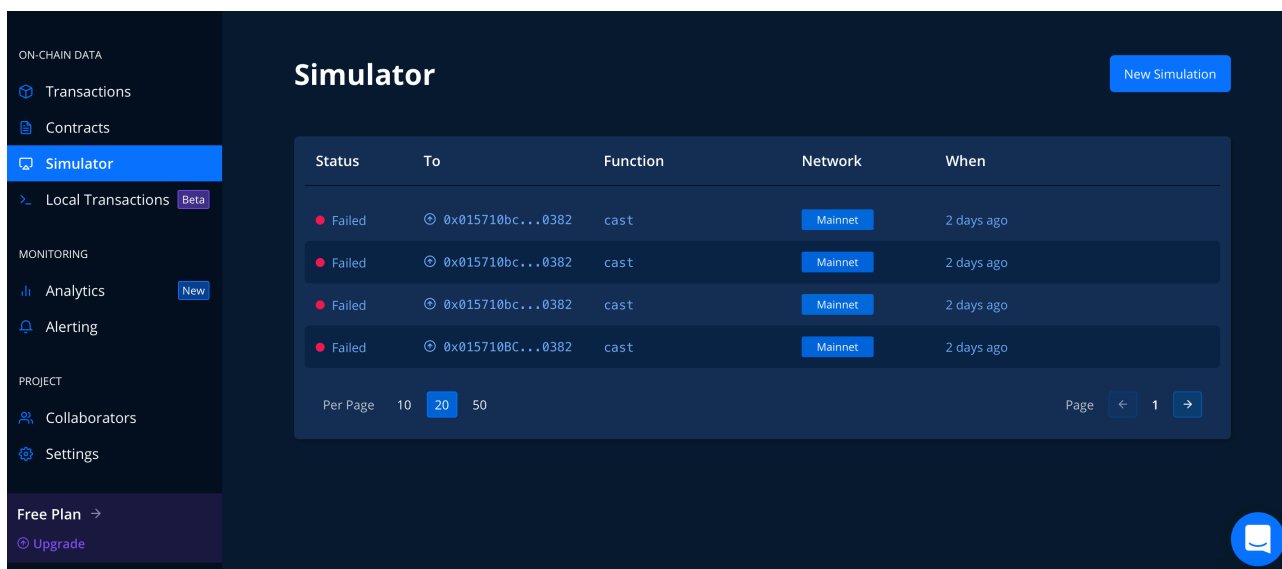 ON-CHAIN DATA
Transactions
Contracts
Simulator
Local Transactions Beta
MONITORING
Analytics New
Alerting
PROJECT
Collaborators
Settings
Free Plan →
Upgrade
Simulator
New Simulation
Status To Function Network When
Failed 0x015710bc...0382 cast Mainnet 2 days ago
Failed 0x015710bc...0382 cast Mainnet 2 days ago
Failed 0x015710bc...0382 cast Mainnet 2 days ago
Failed 0x015710BC...0382 cast Mainnet 2 days ago
Per Page 10 20 50 Page ← 1 →